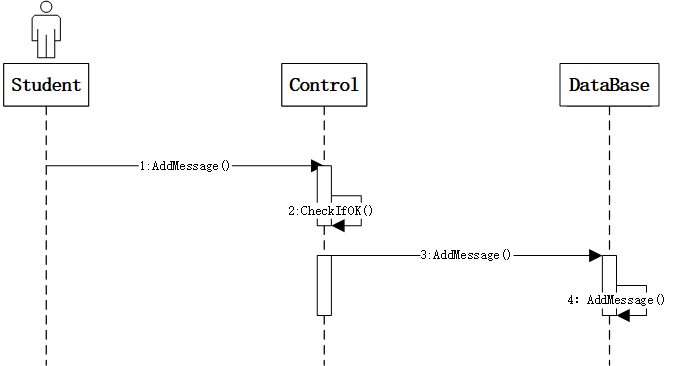 Student
Control
DataBase
1:AddMessage()
2:CheckIfOK()
3:AddMessage()
4: AddMessage()